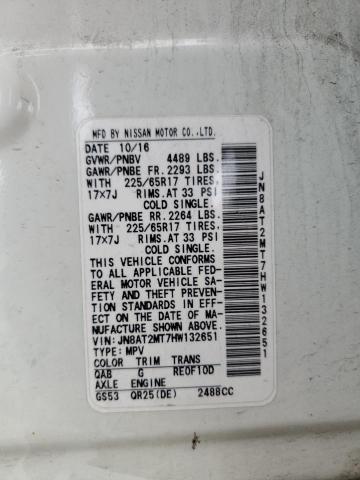 MFD BY NISSAN MOTOR CO.,LTD.
DATE 10/16
GVWR/PNBV 4489 LBS.
GAWR/PNBE FR. 2293 LBS.
WITH 225/65R17 TIRES,
17x7J RIMS. AT 33 PSI
COLD SINGLE.
GAWR/PNBE RR. 2264 LBS.
WITH 225/65R17 TIRES,
17x7J RIMS. AT 33 PSI
COLD SINGLE.
THIS VEHICLE CONFORMS
TO ALL APPLICABLE FED-
ERAL MOTOR VEHICLE SA-
FETY AND THEFT PREVEN-
TION STANDARDS IN EFFECT
ON THE DATE OF MA-
NUFACTURE SHOWN ABOVE
VIN: JN8AT2MT7HW132651
TYPE: MPV
COLOR TRIM TRANS
QAB G RE0F10D
AXLE ENGINE
GS53 QR25(DE) 2488CC
JN8AT2MT7HW132651